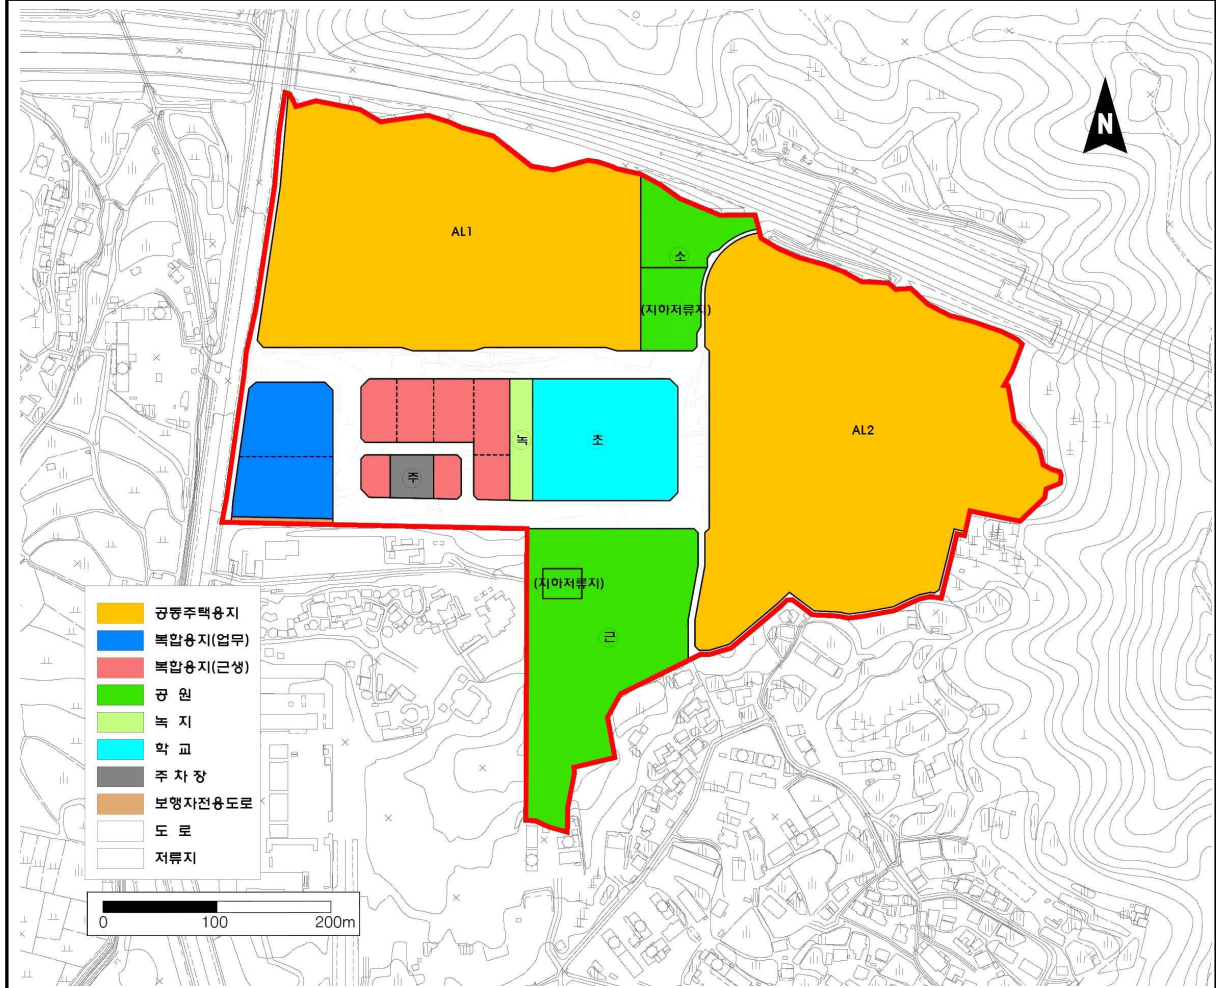 N
AL1
소
(지하저류지)
AL2
녹
초
주
(지하저류지)
근
공동주택용지
복합용지(업무)
복합용지(근생)
공 원
녹 지
학 교
주 차 장
보행자전용도로
도 로
저류지
0 100 200m